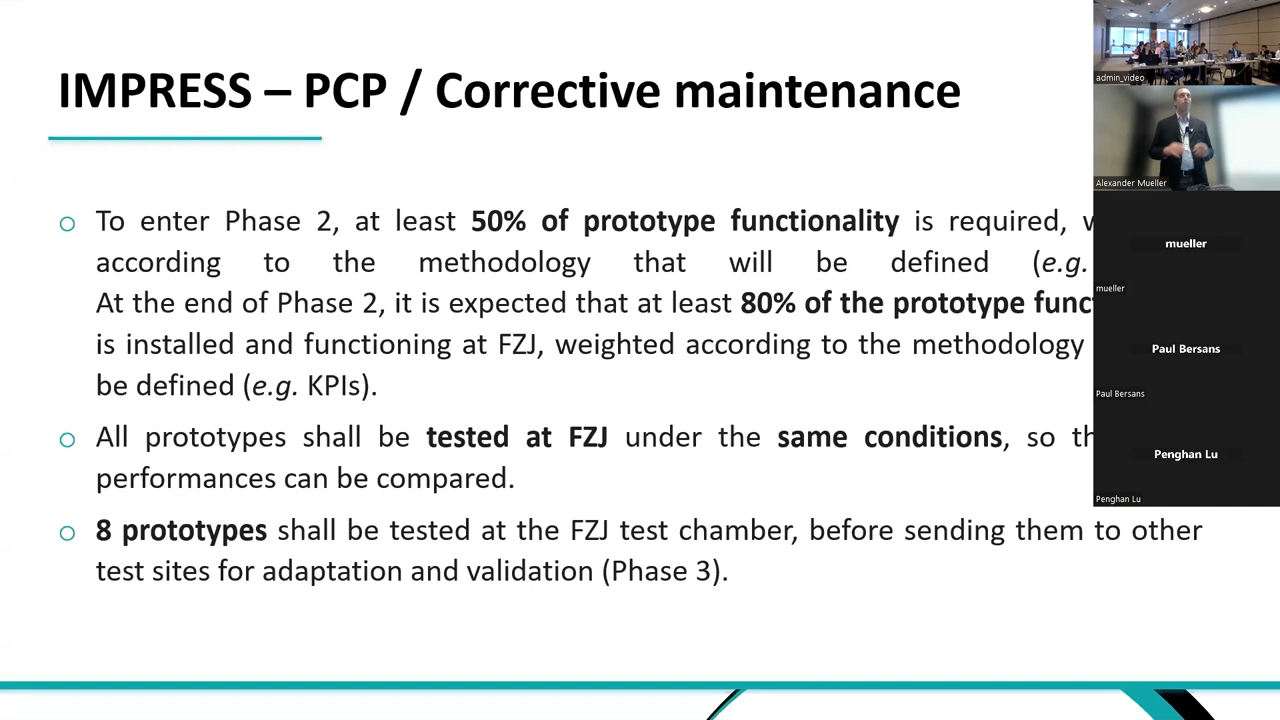 IMPRESS – PCP / Corrective maintenance
To enter Phase 2, at least 50% of prototype functionality is required,
according to the methodology that will be defined (e.g.
At the end of Phase 2, it is expected that at least 80% of the prototype
is installed and functioning at FZJ, weighted according to the methodology
be defined (e.g. KPIs).
All prototypes shall be tested at FZJ under the same conditions, so
performances can be compared.
8 prototypes shall be tested at the FZJ test chamber, before sending them to other
test sites for adaptation and validation (Phase 3).
admin_video
Alexander Mueller
mueller
mueller
Paul Bersans
Paul Bersans
Penghan Lu
Penghan Lu